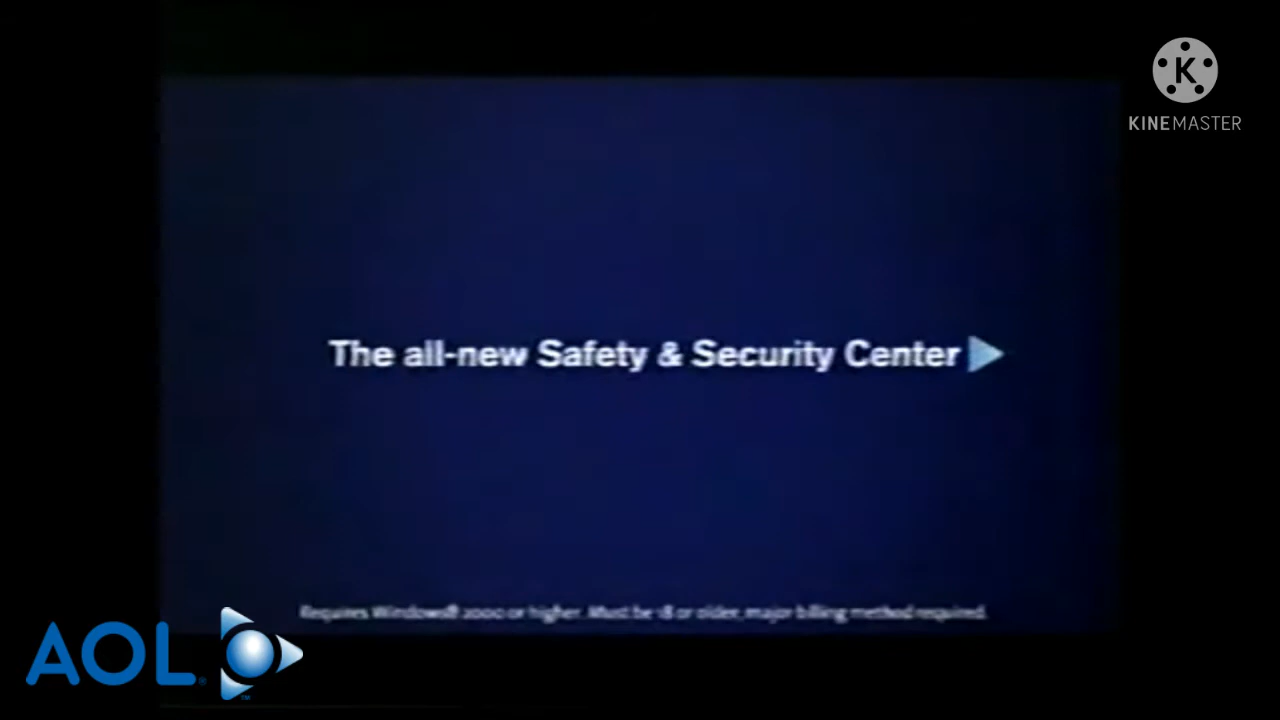 KINEMASTER
The all-new Safety & Security Center
Requires Windows® 2000 or higher. Must be 18 or older, major billing method required.
AOL®
™